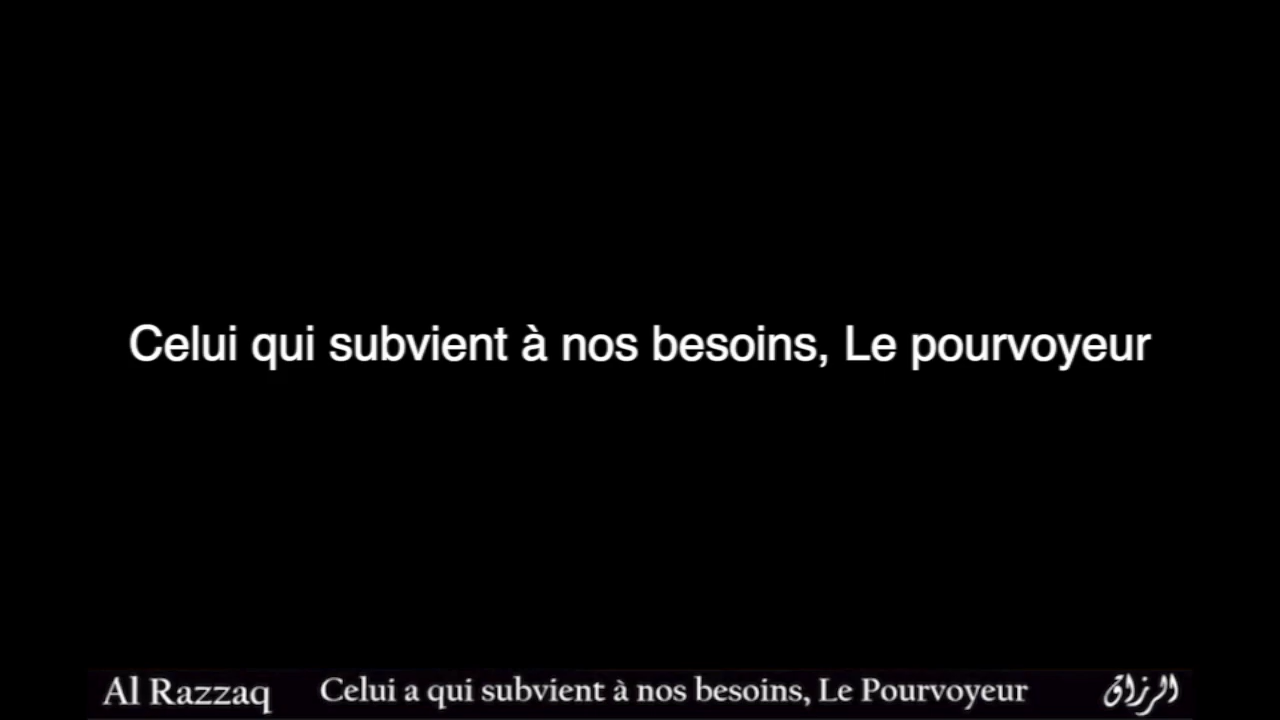 Celui qui subvient à nos besoins, Le pourvoyeur
Al Razzaq Celui a qui subvient à nos besoins, Le Pourvoyeur الرزاق